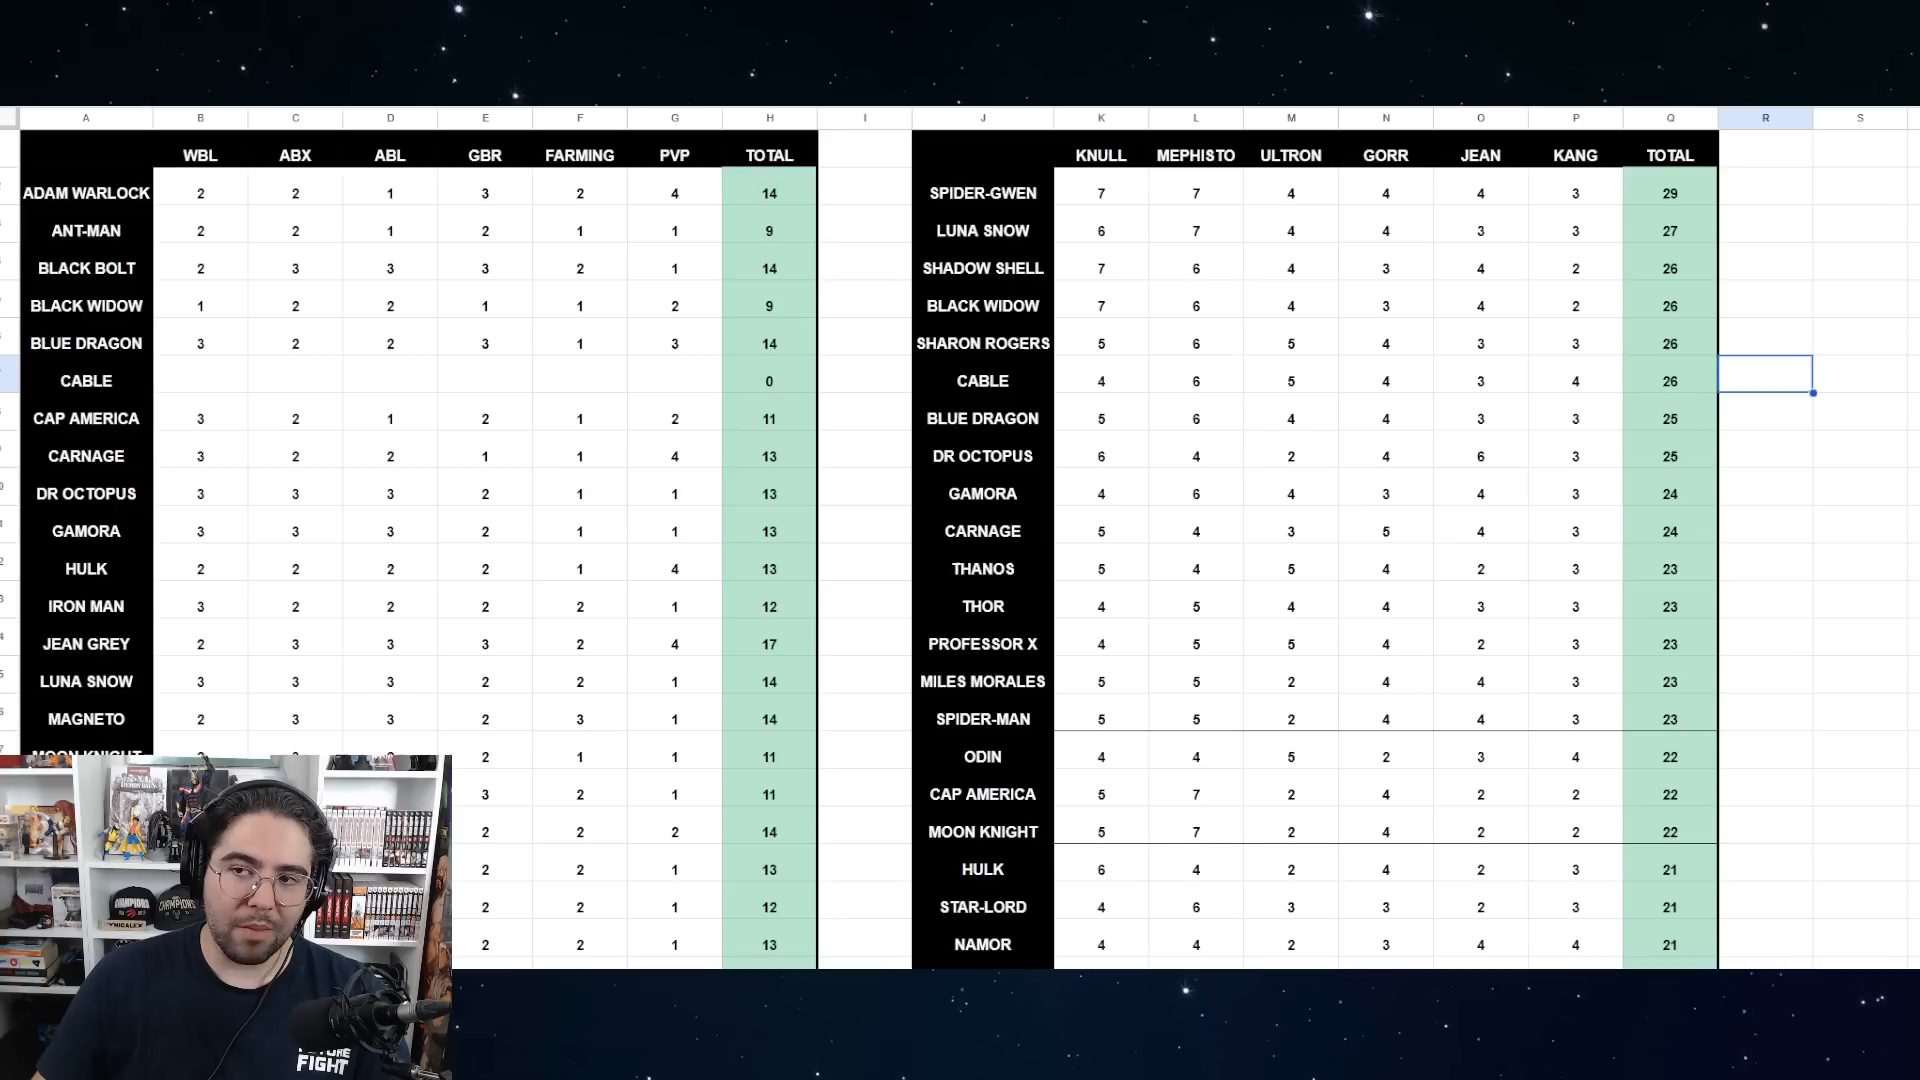 A B C D E F G H I J K L M N O P Q R S
WBL ABX ABL GBR FARMING PVP TOTAL KNULL MEPHISTO ULTRON GORR JEAN KANG TOTAL
ADAM WARLOCK 2 2 1 3 2 4 14 SPIDER-GWEN 7 7 4 4 4 3 29
ANT-MAN 2 2 1 2 1 1 9 LUNA SNOW 6 7 4 4 3 3 27
BLACK BOLT 2 3 3 3 2 1 14 SHADOW SHELL 7 6 4 3 4 2 26
BLACK WIDOW 1 2 2 1 1 2 9 BLACK WIDOW 7 6 4 3 4 2 26
BLUE DRAGON 3 2 2 3 1 3 14 SHARON ROGERS 5 6 5 4 3 3 26
CABLE 0 CABLE 4 6 5 4 3 4 26
CAP AMERICA 3 2 1 2 1 2 11 BLUE DRAGON 5 6 4 4 3 3 25
CARNAGE 3 2 2 1 1 4 13 DR OCTOPUS 6 4 2 4 6 3 25
DR OCTOPUS 3 3 3 2 1 1 13 GAMORA 4 6 4 3 4 3 24
GAMORA 3 3 3 2 1 1 13 CARNAGE 5 4 3 5 4 3 24
HULK 2 2 2 2 1 4 13 THANOS 5 4 5 4 2 3 23
IRON MAN 3 2 2 2 2 1 12 THOR 4 5 4 4 3 3 23
JEAN GREY 2 3 3 3 2 4 17 PROFESSOR X 4 5 5 4 2 3 23
LUNA SNOW 3 3 3 2 2 1 14 MILES MORALES 5 5 2 4 4 3 23
MAGNETO 2 3 3 2 3 1 14 SPIDER-MAN 5 5 2 4 4 3 23
MOON KNIGHT 2 1 1 11 ODIN 4 4 5 2 3 4 22
3 2 1 11 CAP AMERICA 5 7 2 4 2 2 22
2 2 2 14 MOON KNIGHT 5 7 2 4 2 2 22
2 2 1 13 HULK 6 4 2 4 2 3 21
2 2 1 12 STAR-LORD 4 6 3 3 2 3 21
2 2 1 13 NAMOR 4 4 2 3 4 4 21
CHAMPIONS
CHAMPIONS
FIGHT